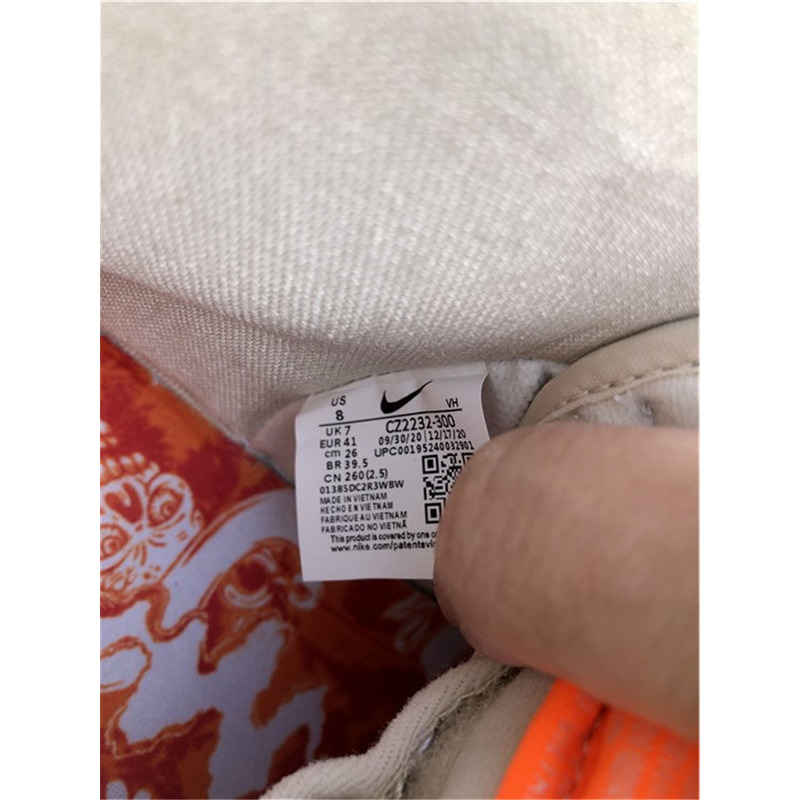 US
8
VH
UK 7
CZ2232-300
EUR 41
09/30/20 | 12/17/20
cm 26
UPC00195240032901
BR 39.5
CN 260(2.5)
0138SDC2R3WBW
MADE IN VIETNAM
HECHO EN VIETNAM
FABRIQUE AU VIETNAM
FABRICADO NO VIETNÃ
This product is covered by one o
www.nike.com/patents